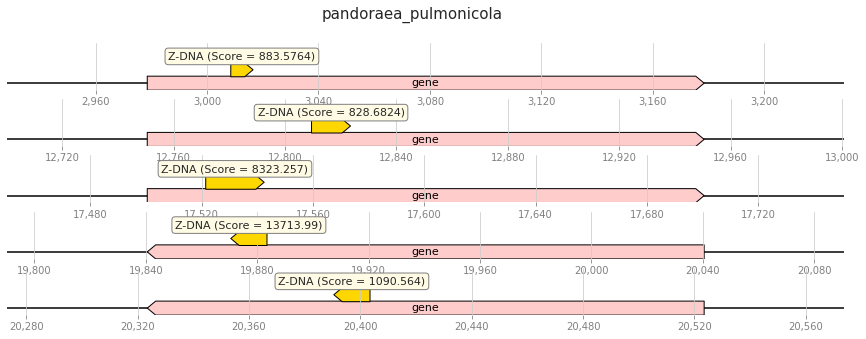 pandoraea_pulmonicola
Z-DNA (Score = 883.5764)
gene
2,960 3,000 3,040 3,080 3,120 3,160 3,200
Z-DNA (Score = 828.6824)
gene
12,720 12,760 12,800 12,840 12,880 12,920 12,960 13,000
Z-DNA (Score = 8323.257)
gene
17,480 17,520 17,560 17,600 17,640 17,680 17,720
Z-DNA (Score = 13713.99)
gene
19,800 19,840 19,880 19,920 19,960 20,000 20,040 20,080
Z-DNA (Score = 1090.564)
gene
20,280 20,320 20,360 20,400 20,440 20,480 20,520 20,560